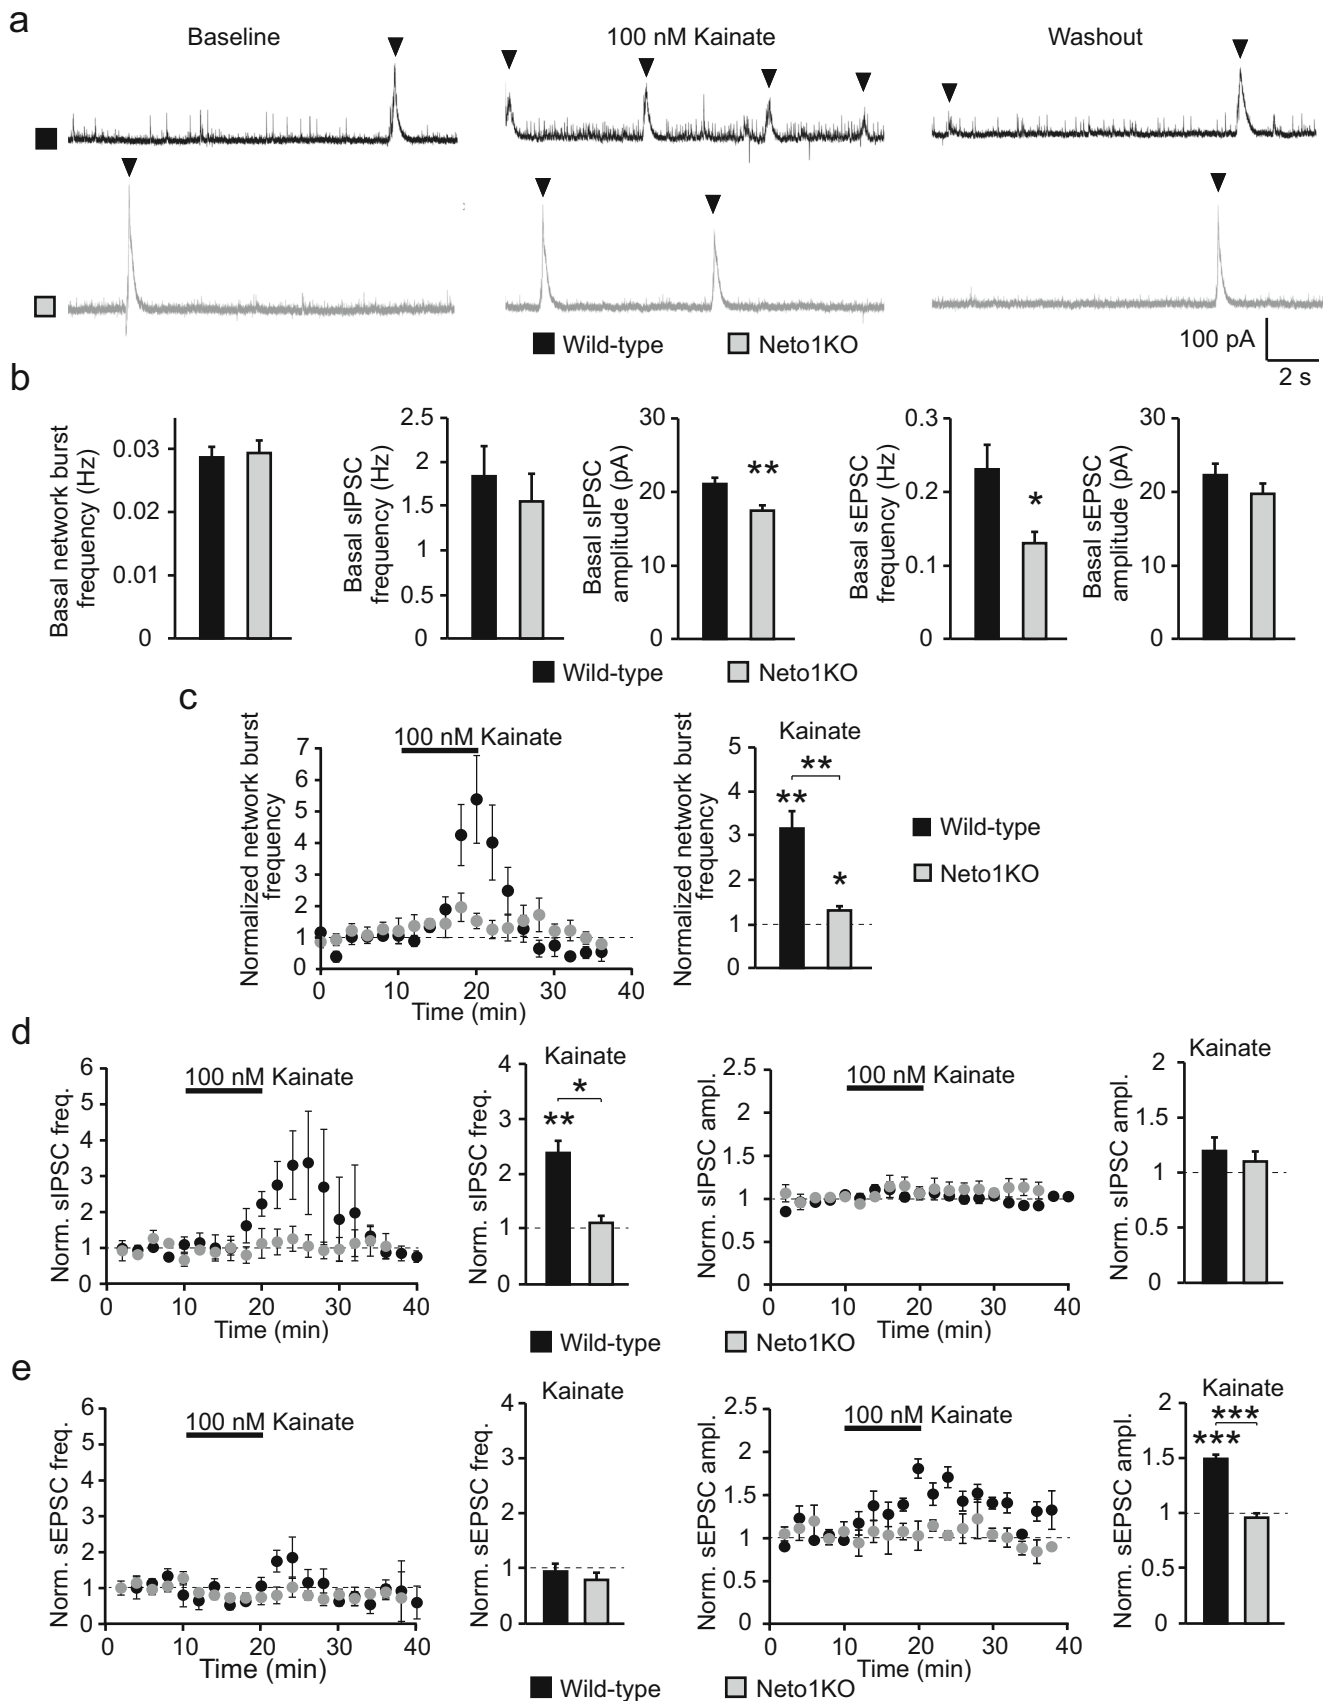 a
Baseline
100 nM Kainate
Washout
Wild-type
Neto1KO
100 pA
2 s
b
Basal network burst
frequency (Hz)
0.03
0.02
0.01
0
Basal sIPSC
frequency (Hz)
2.5
2
1.5
1
0.5
0
Basal sIPSC
amplitude (pA)
30
20
10
0
**
Basal sEPSC
frequency (Hz)
0.3
0.2
0.1
0
*
Basal sEPSC
amplitude (pA)
30
20
10
0
Wild-type
Neto1KO
c
Normalized network burst
frequency
100 nM Kainate
7
6
5
4
3
2
1
0
0 10 20 30 40
Time (min)
Normalized network burst
frequency
Kainate
5
4
3
2
1
0
**
**
*
Wild-type
Neto1KO
d
Norm. sIPSC freq.
100 nM Kainate
6
5
4
3
2
1
0
0 10 20 30 40
Time (min)
Norm. sIPSC freq.
Kainate
4
3
2
1
0
*
**
Norm. sIPSC ampl.
100 nM Kainate
2.5
2
1.5
1
0.5
0
0 10 20 30 40
Time (min)
Norm. sIPSC ampl.
Kainate
2
1.5
1
0.5
0
Wild-type
Neto1KO
e
Norm. sEPSC freq.
100 nM Kainate
6
5
4
3
2
1
0
0 10 20 30 40
Time (min)
Norm. sEPSC freq.
Kainate
4
3
2
1
0
Norm. sEPSC ampl.
100 nM Kainate
2.5
2
1.5
1
0.5
0
0 10 20 30 40
Time (min)
Norm. sEPSC ampl.
Kainate
2
1.5
1
0.5
0
***
***
Wild-type
Neto1KO